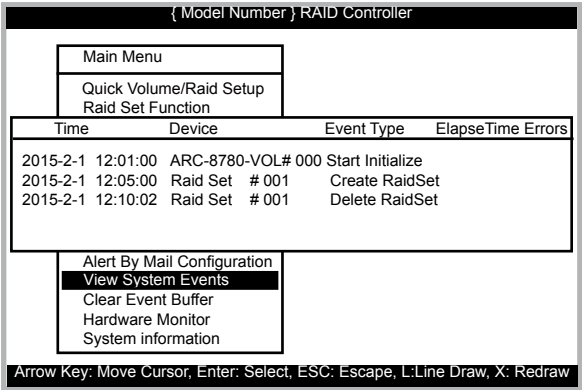 { Model Number } RAID Controller
Main Menu
Quick Volume/Raid Setup
Raid Set Function
Time Device Event Type ElapseTime Errors
2015-2-1 12:01:00 ARC-8780-VOL# 000 Start Initialize
2015-2-1 12:05:00 Raid Set # 001 Create RaidSet
2015-2-1 12:10:02 Raid Set # 001 Delete RaidSet
Alert By Mail Configuration
View System Events
Clear Event Buffer
Hardware Monitor
System information
Arrow Key: Move Cursor, Enter: Select, ESC: Escape, L:Line Draw, X: Redraw